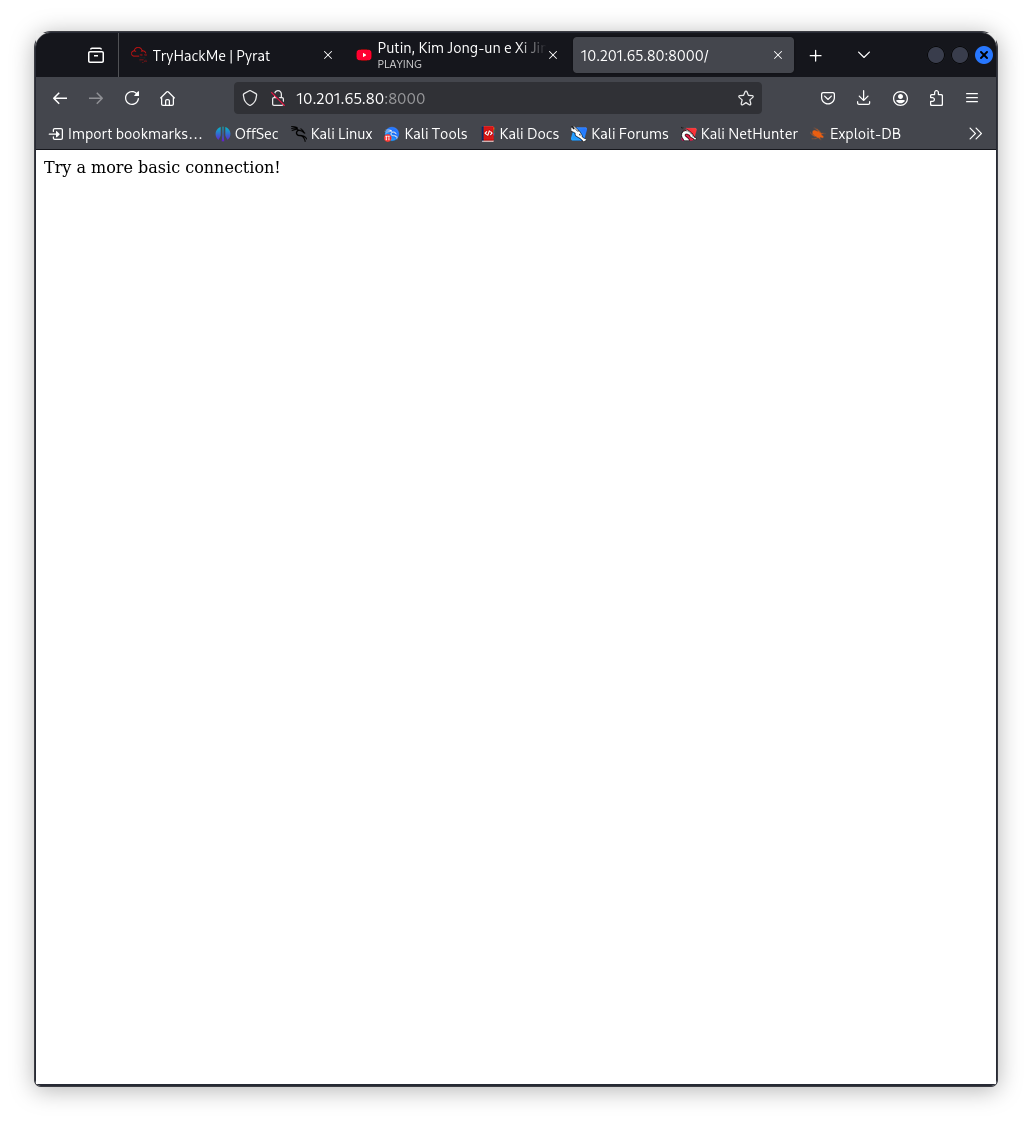 TryHackMe | Pyrat
Putin, Kim Jong-un e Xi Jin
PLAYING
10.201.65.80:8000/
10.201.65.80:8000
Import bookmarks...
OffSec
Kali Linux
Kali Tools
Kali Docs
Kali Forums
Kali NetHunter
Exploit-DB
Try a more basic connection!